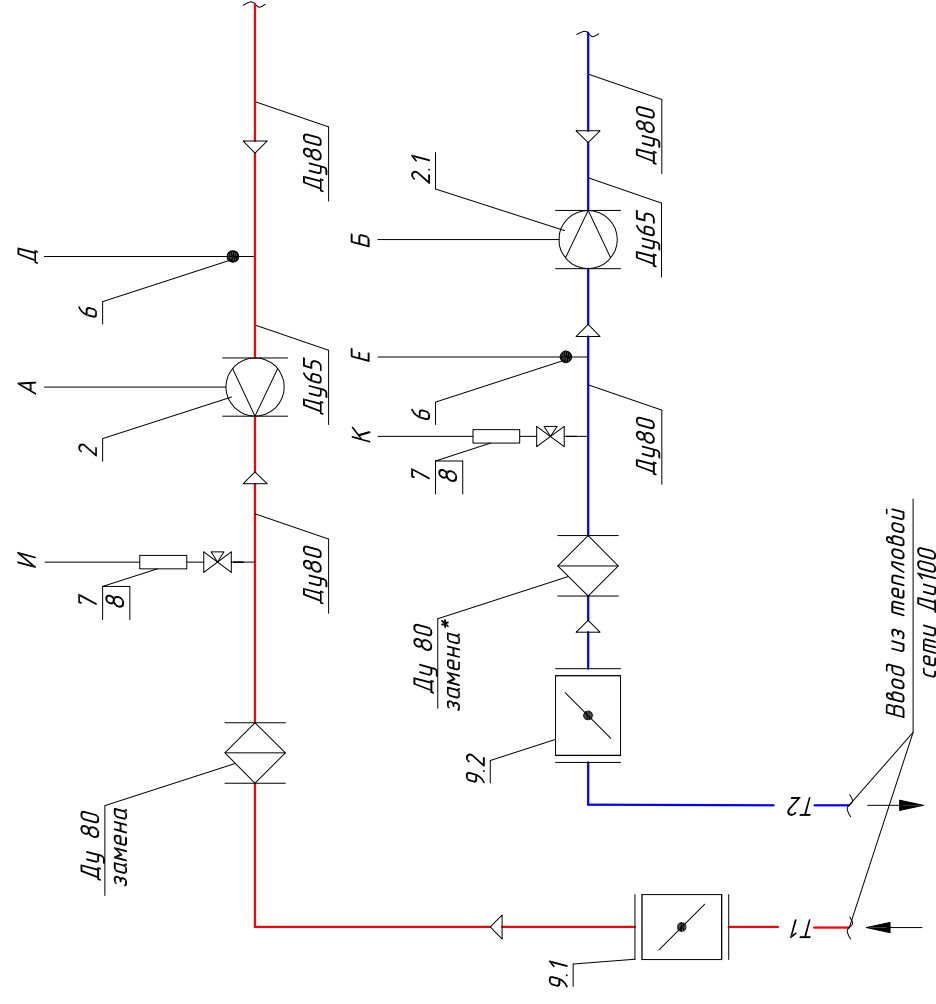 Д
6
Ду80
А
2
Ду65
И
7
8
Ду80
Ду 80
замена
Б
2.1
Ду80
Е
6
Ду65
К
7
8
Ду80
Ду 80
замена*
9.2
Т2
Ввод из тепловой
сети Ду100
9.1
Т1